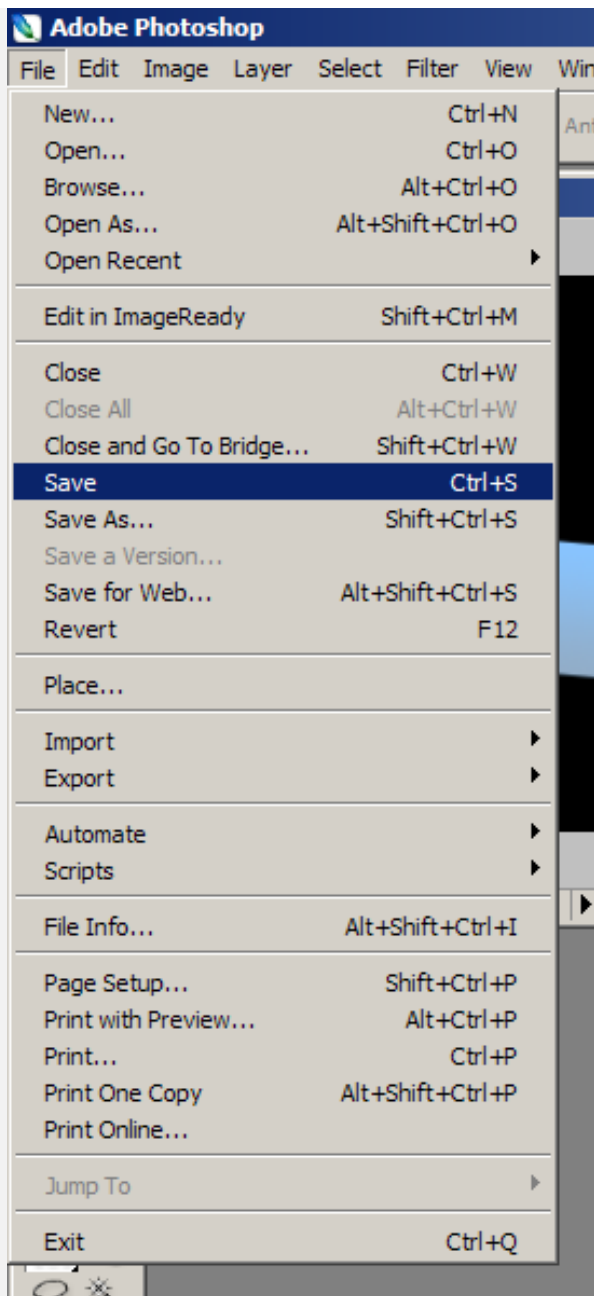 Adobe Photoshop
File Edit Image Layer Select Filter View
New... Ctrl+N
Open... Ctrl+O
Browse... Alt+Ctrl+O
Open As... Alt+Shift+Ctrl+O
Open Recent
Edit in ImageReady Shift+Ctrl+M
Close Ctrl+W
Close All Alt+Ctrl+W
Close and Go To Bridge... Shift+Ctrl+W
Save Ctrl+S
Save As... Shift+Ctrl+S
Save a Version...
Save for Web... Alt+Shift+Ctrl+S
Revert F12
Place...
Import
Export
Automate
Scripts
File Info... Alt+Shift+Ctrl+I
Page Setup... Shift+Ctrl+P
Print with Preview... Alt+Ctrl+P
Print... Ctrl+P
Print One Copy Alt+Shift+Ctrl+P
Print Online...
Jump To
Exit Ctrl+Q